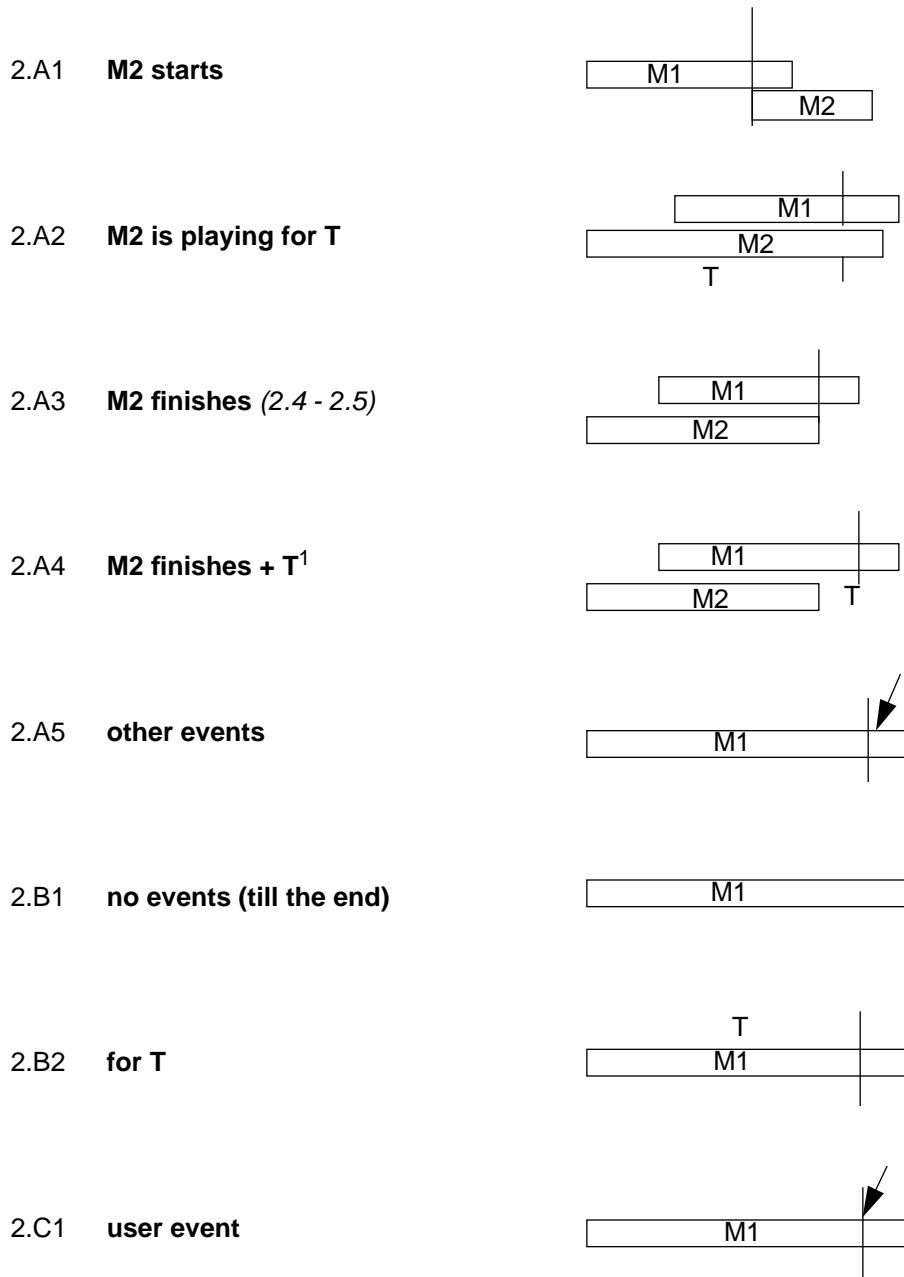 2.A1 M2 starts
M1
M2
2.A2 M2 is playing for T
M1
M2
T
2.A3 M2 finishes (2.4 - 2.5)
M1
M2
2.A4 M2 finishes + T1
M1
M2
T
2.A5 other events
M1
2.B1 no events (till the end)
M1
2.B2 for T
T
M1
2.C1 user event
M1